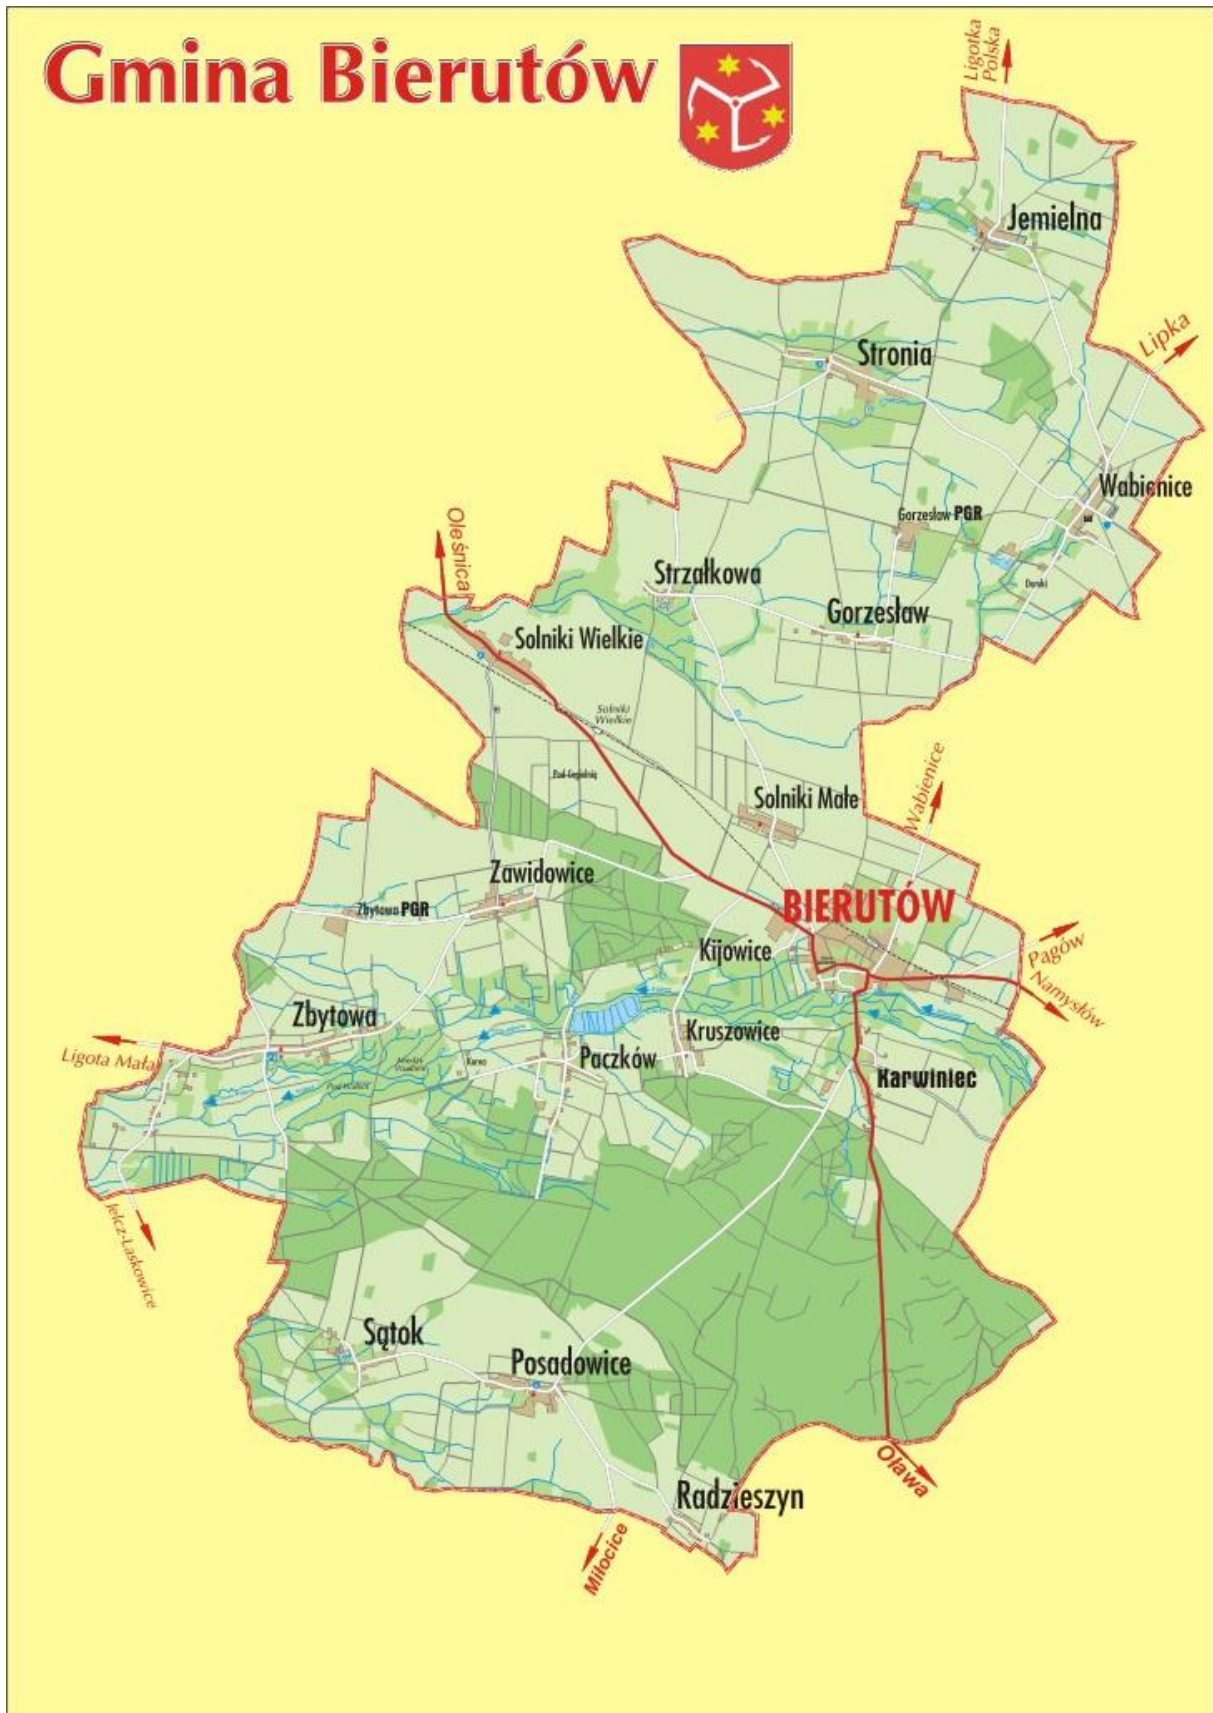 Gmina Bierutów
Ligotka
Polska
Jemielna
Lipka
Stronia
Wabienice
Gorzesław PGR
Oleśnica
Strzałkowa
Gorzesław
Solniki Wielkie
Solniki
Wielkie
Solniki Małe
Wabienice
Zawidowice
Zbytowa PGR
BIERUTÓW
Kijowice
Pagów
Namysłów
Zbytowa
Kruszowice
Ligota Mała
Paczków
Karwiniec
Jelcz-Laskowice
Sątok
Posadowice
Oława
Radzieszyn
Miłocice